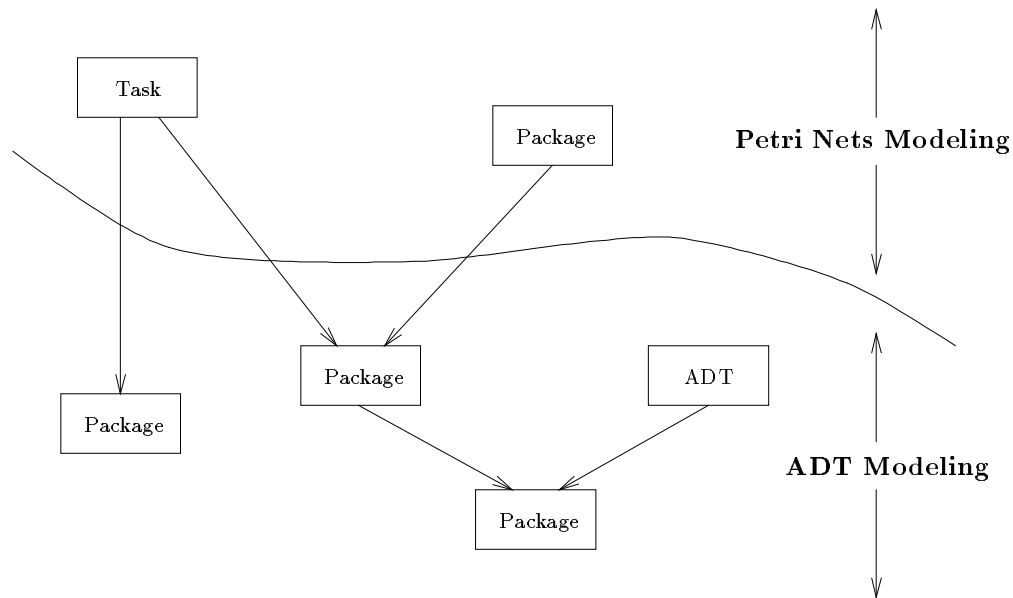 Task
Package
Petri Nets Modeling
Package
ADT
Package
ADT Modeling
Package